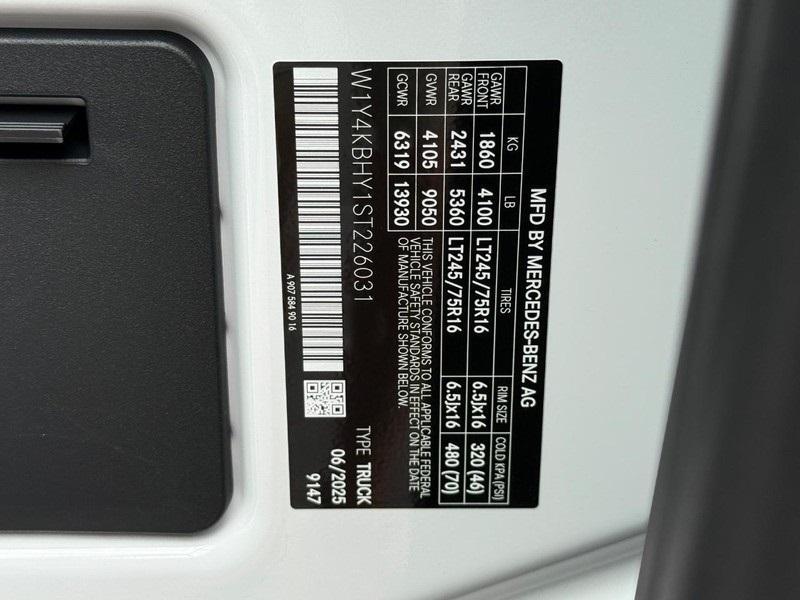 MFD BY MERCEDES-BENZ AG
KG LB TIRES RIM SIZE COLD KPA (PSI)
GAWR FRONT 1860 4100 LT245/75R16 6.5Jx16 320 (46)
GAWR REAR 2431 5360 LT245/75R16 6.5Jx16 480 (70)
GVWR 4105 9050
GCWR 6319 13930
THIS VEHICLE CONFORMS TO ALL APPLICABLE FEDERAL
VEHICLE SAFETY STANDARDS IN EFFECT ON THE DATE
OF MANUFACTURE SHOWN BELOW.
W1Y4KBHY1ST226031
TYPE TRUCK
06/2025
9147
A 907 584 90 16